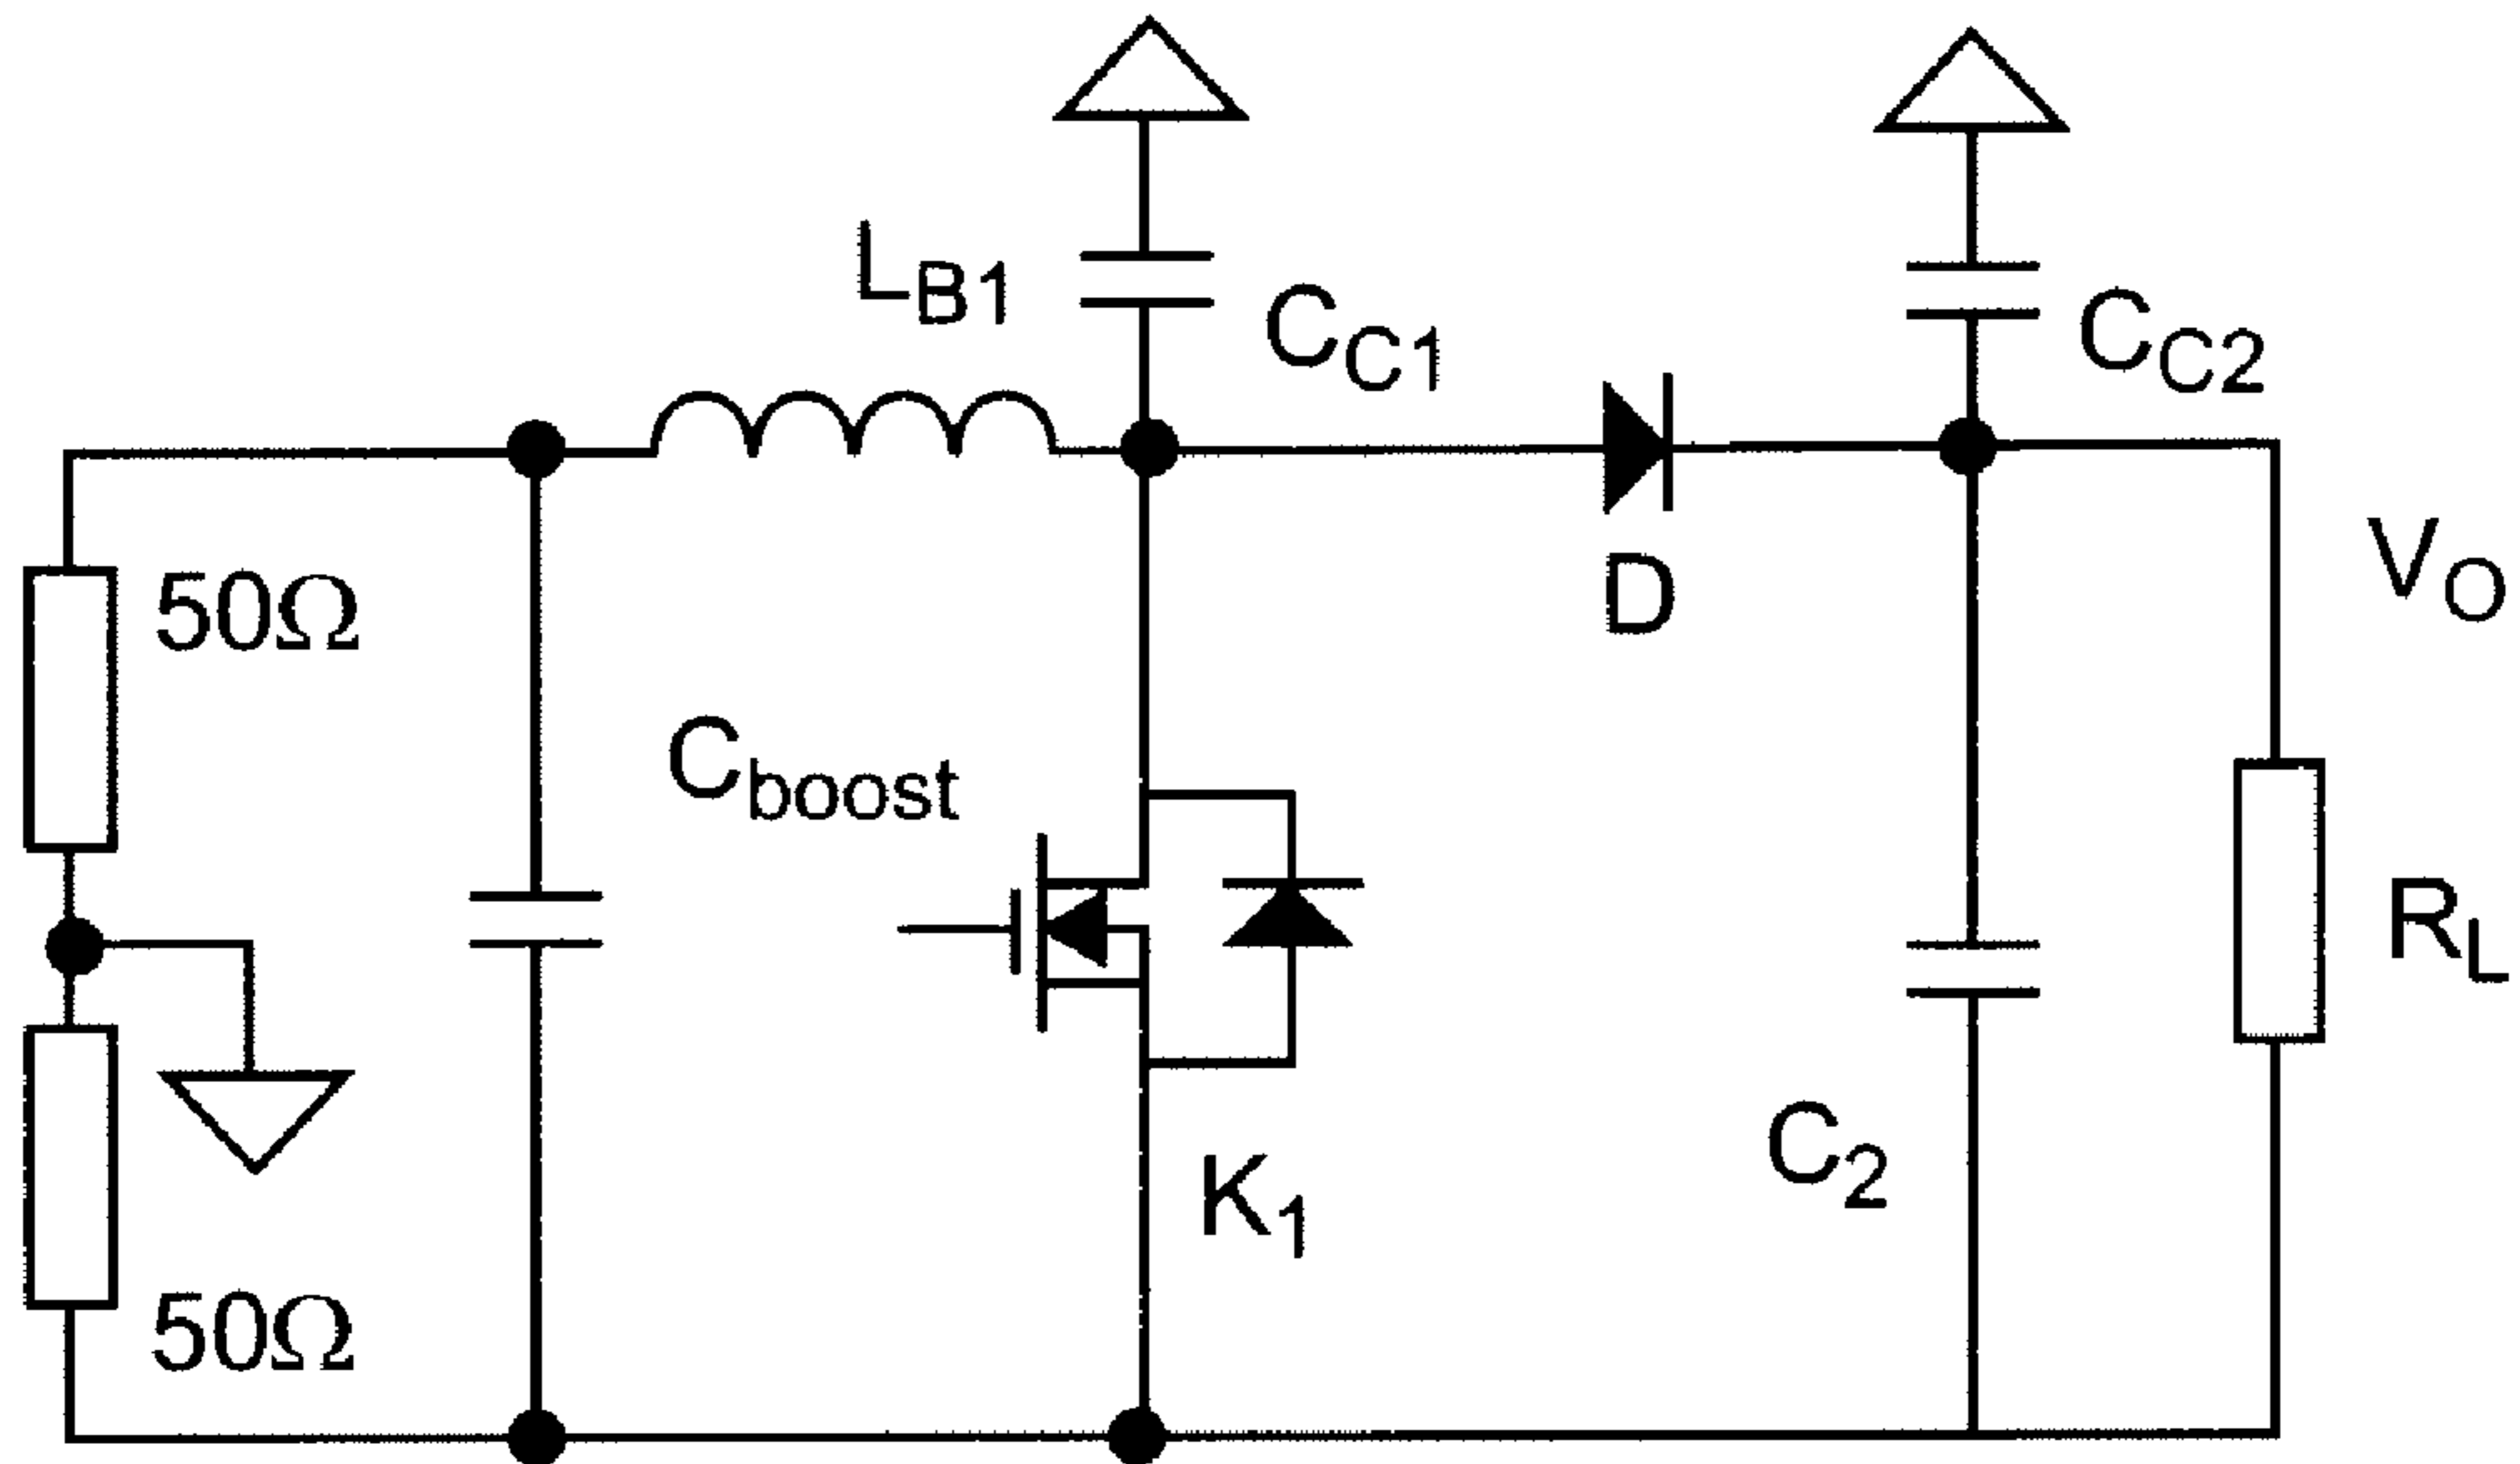 L_B1
C_C1
C_C2
50Ω
D
V_O
C_boost
R_L
C_2
K_1
50Ω